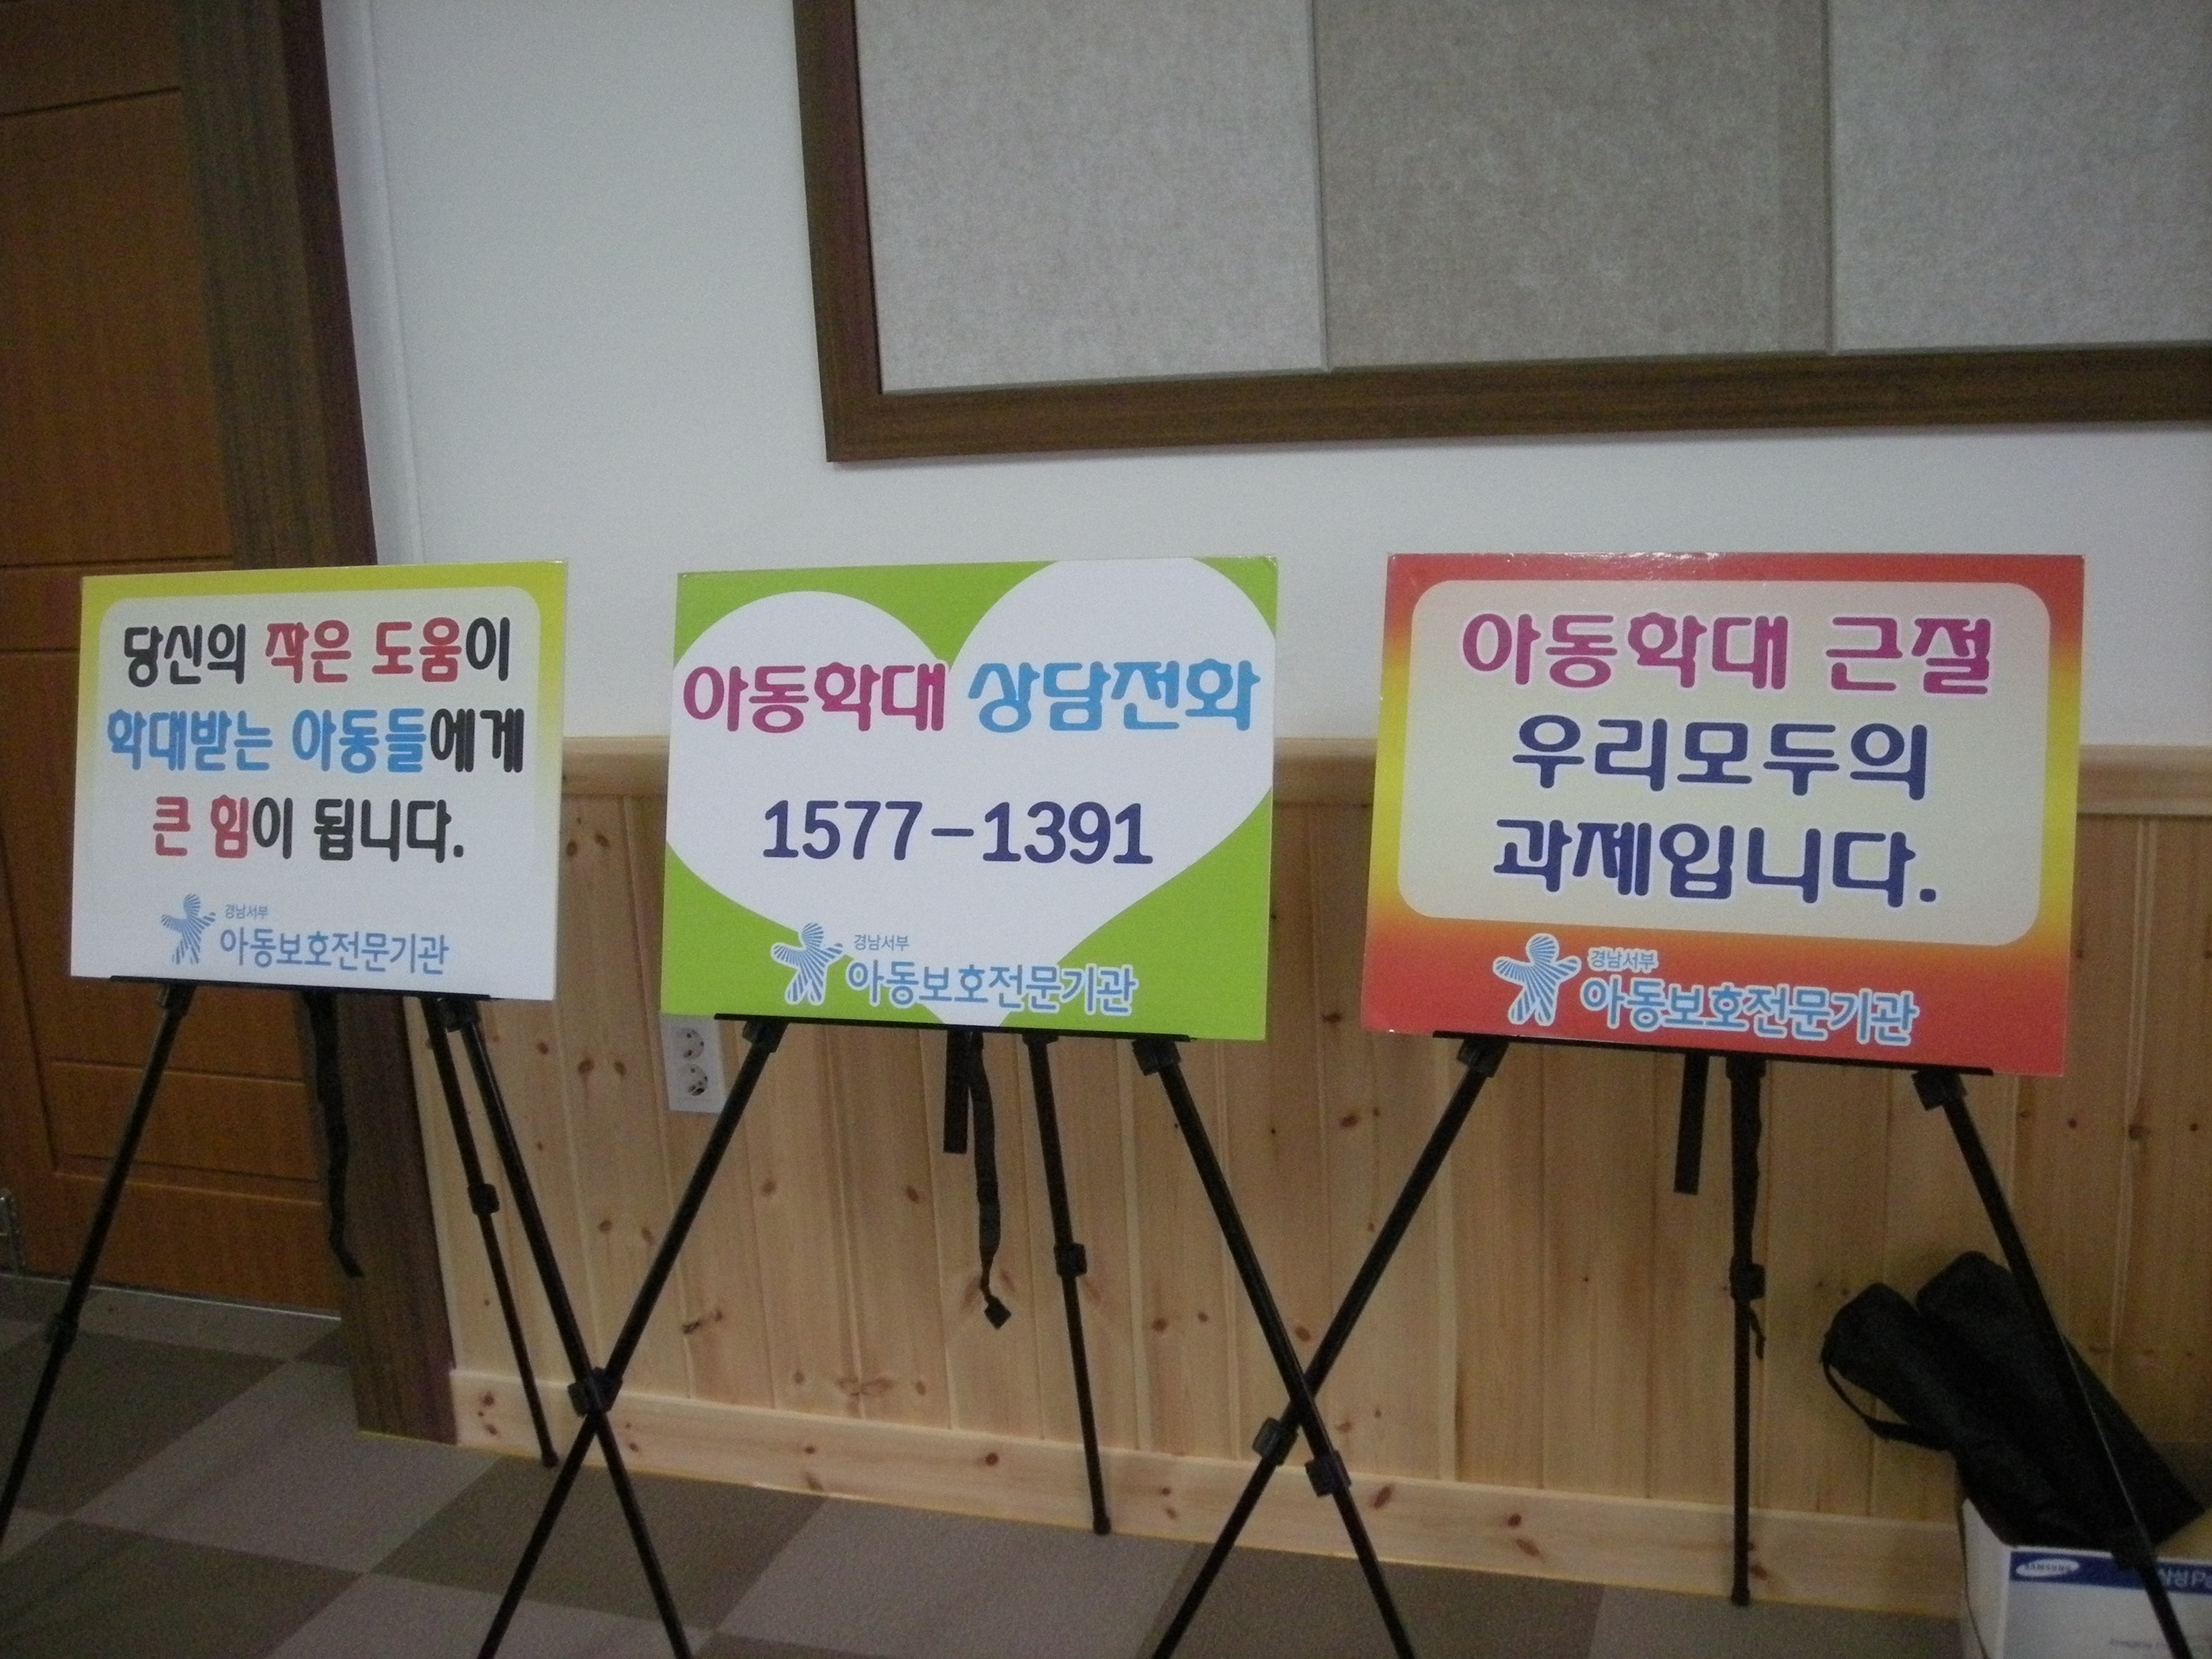 당신의 작은 도움이
학대받는 아동들에게
큰 힘이 됩니다.
경남서부
아동보호전문기관
아동학대 상담전화
1577-1391
경남서부
아동보호전문기관
아동학대 근절
우리모두의
과제입니다.
경남서부
아동보호전문기관
SAMSUNG
삼성